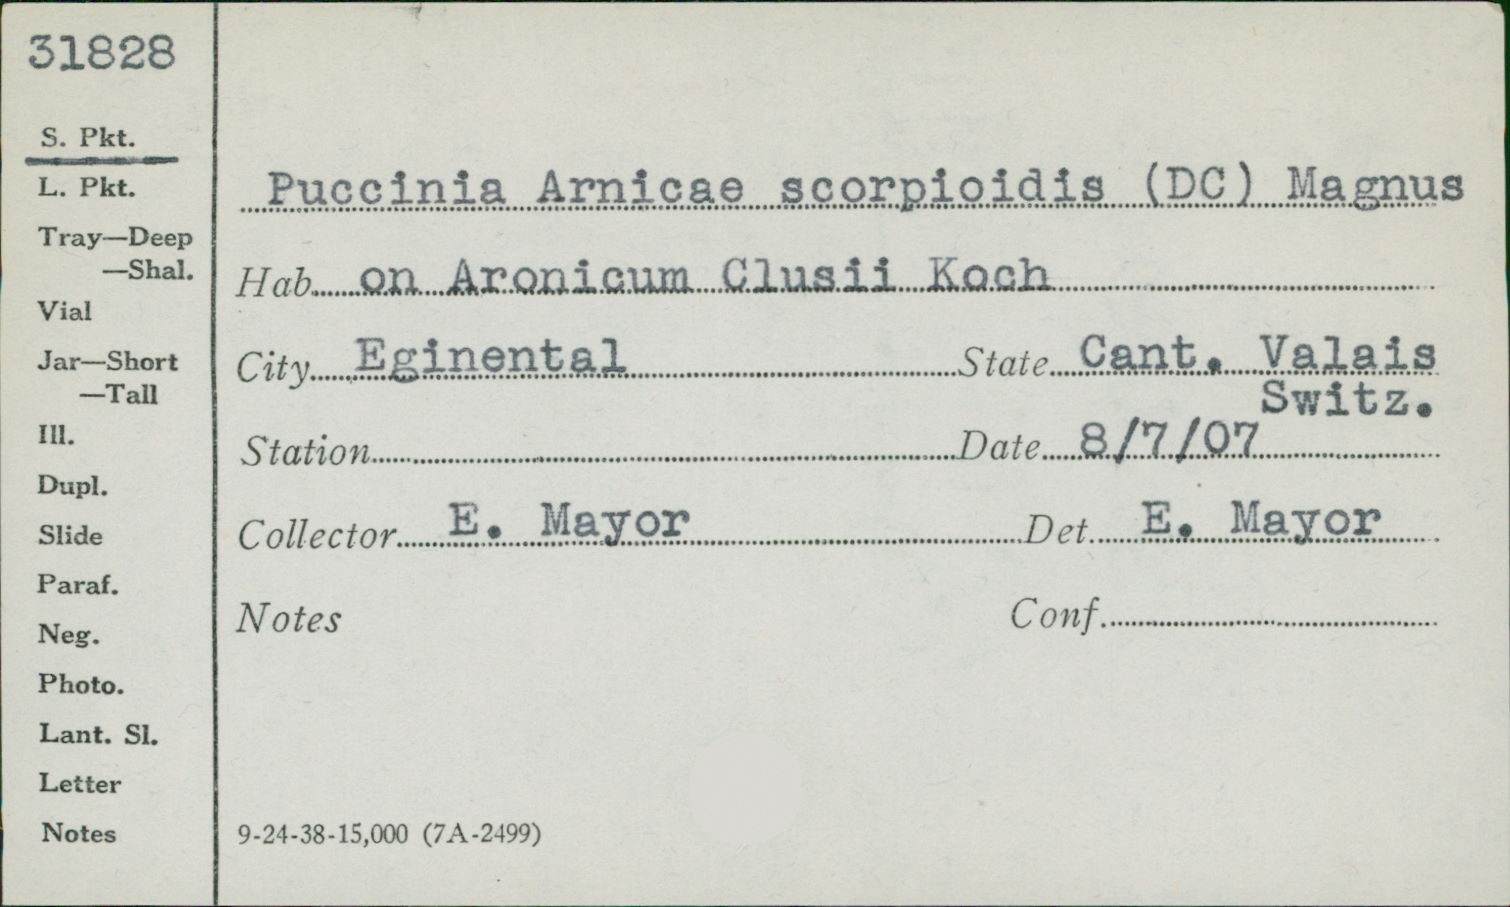 31828
S. Pkt.
L. Pkt.
Tray—Deep
—Shal.
Vial
Jar—Short
—Tall
Ill.
Dupl.
Slide
Paraf.
Neg.
Photo.
Lant. Sl.
Letter
Notes
Puccinia Arnicae scorpioidis (DC) Magnus
Hab. on Aronicum Clusii Koch
City Eginental State Cant. Valais
Switz.
Station Date 8/7/07
Collector E. Mayor Det. E. Mayor
Notes Conf.
9-24-38-15,000 (7A-2499)